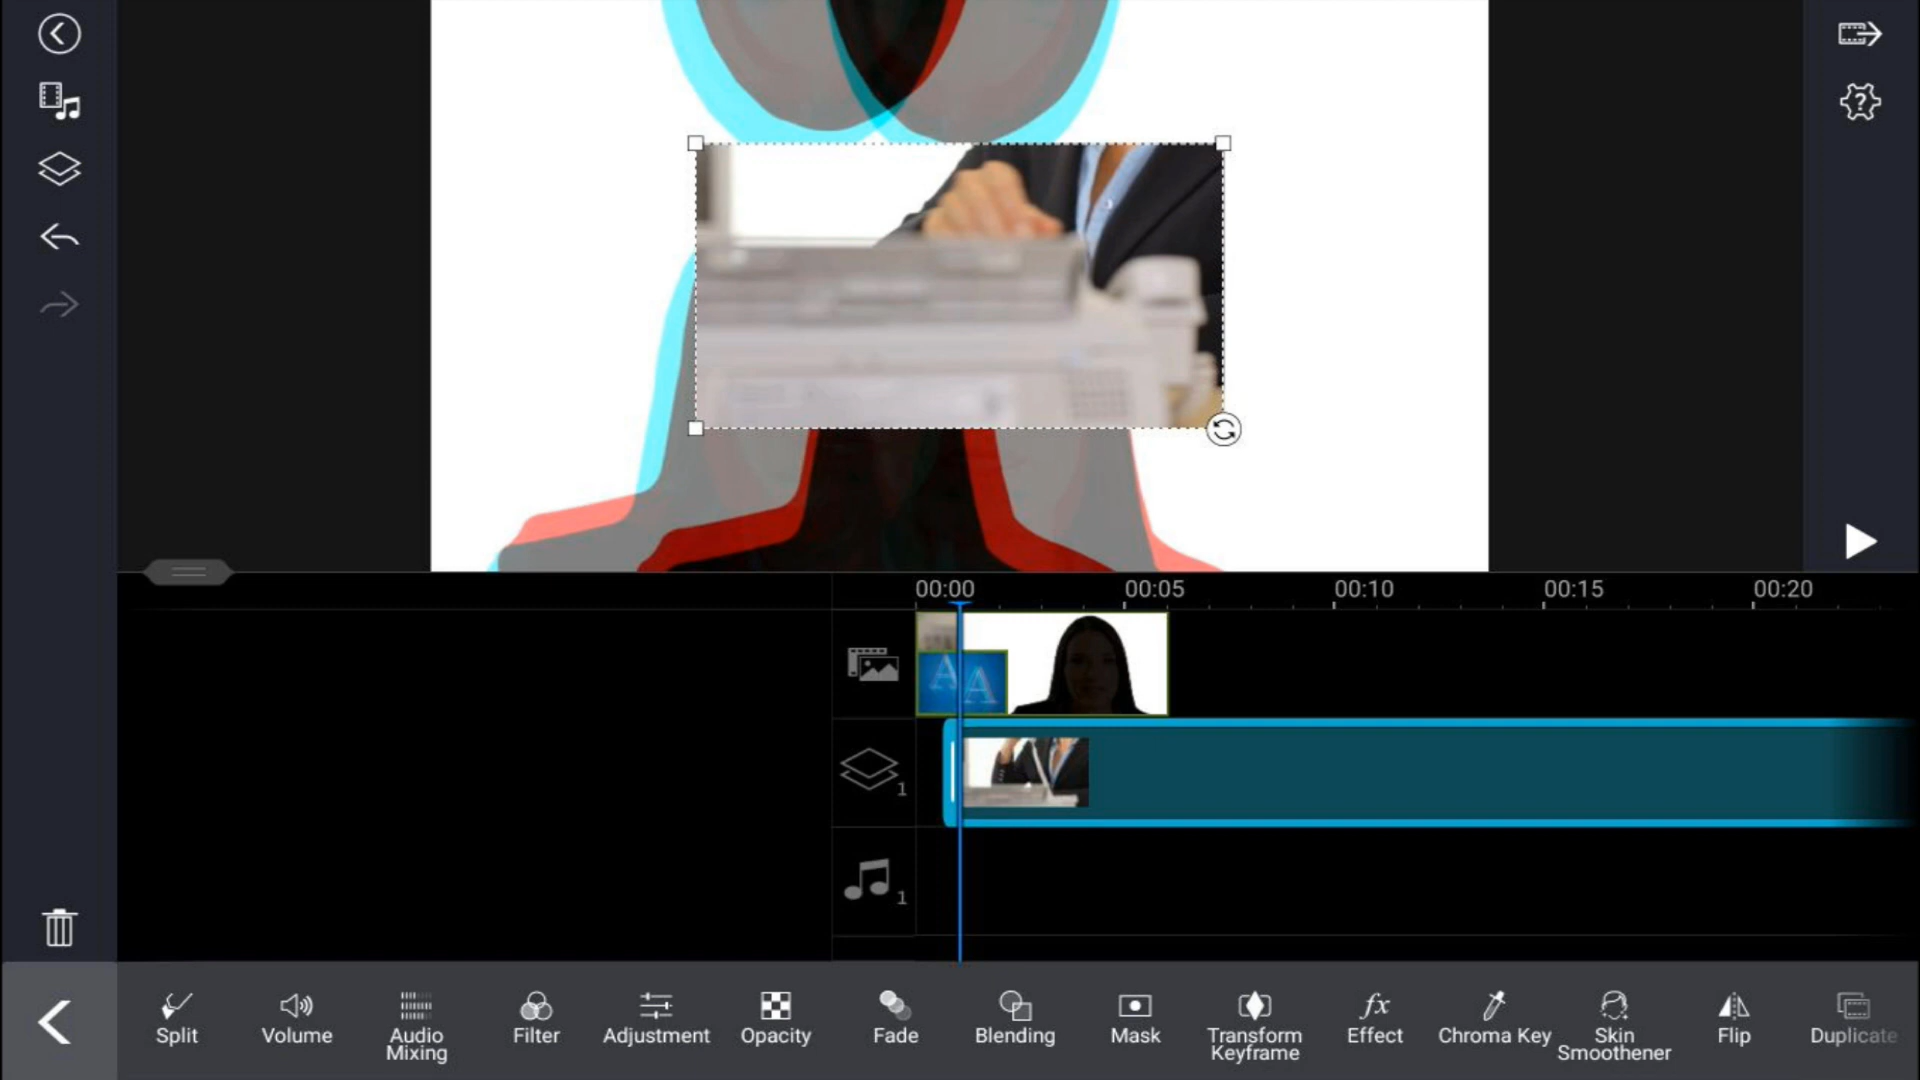 00:00 00:05 00:10 00:15 00:20
A A
1
1
Split Volume Audio Mixing Filter Adjustment Opacity Fade Blending Mask Transform Keyframe fx Effect Chroma Key Skin Smoothener Flip Duplicate